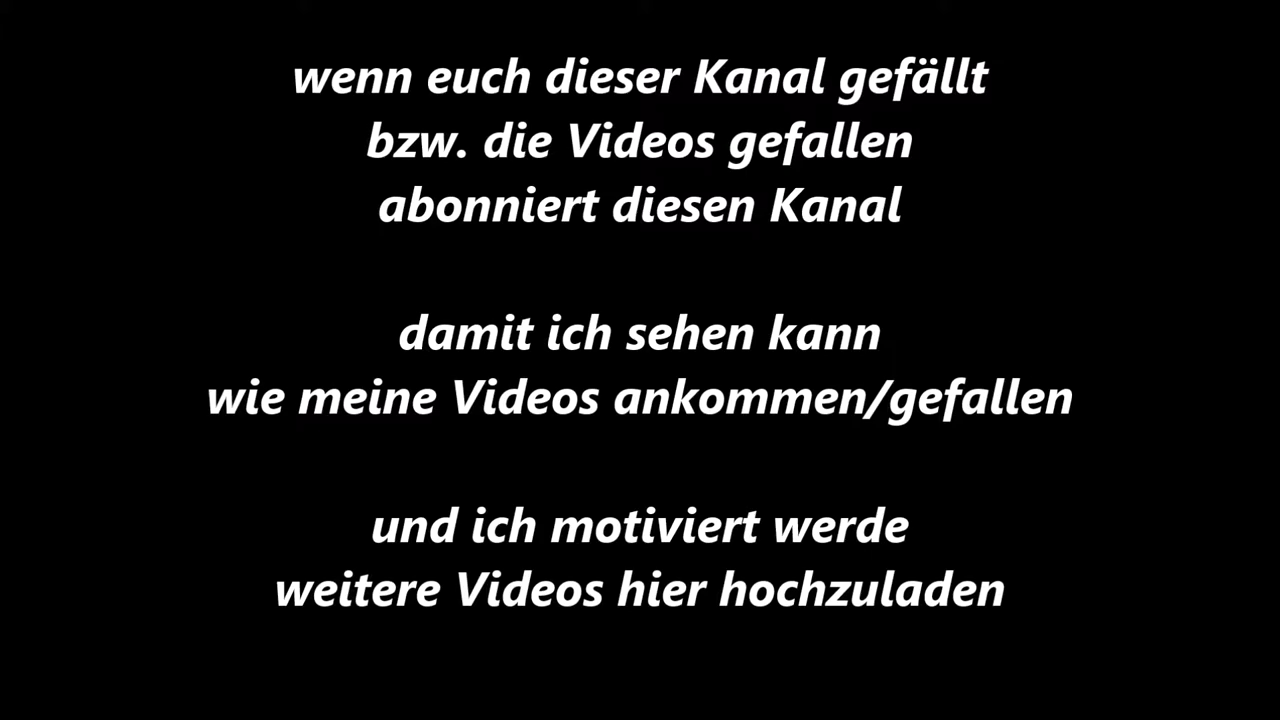 wenn euch dieser Kanal gefällt
bzw. die Videos gefallen
abonniert diesen Kanal
damit ich sehen kann
wie meine Videos ankommen/gefallen
und ich motiviert werde
weitere Videos hier hochzuladen